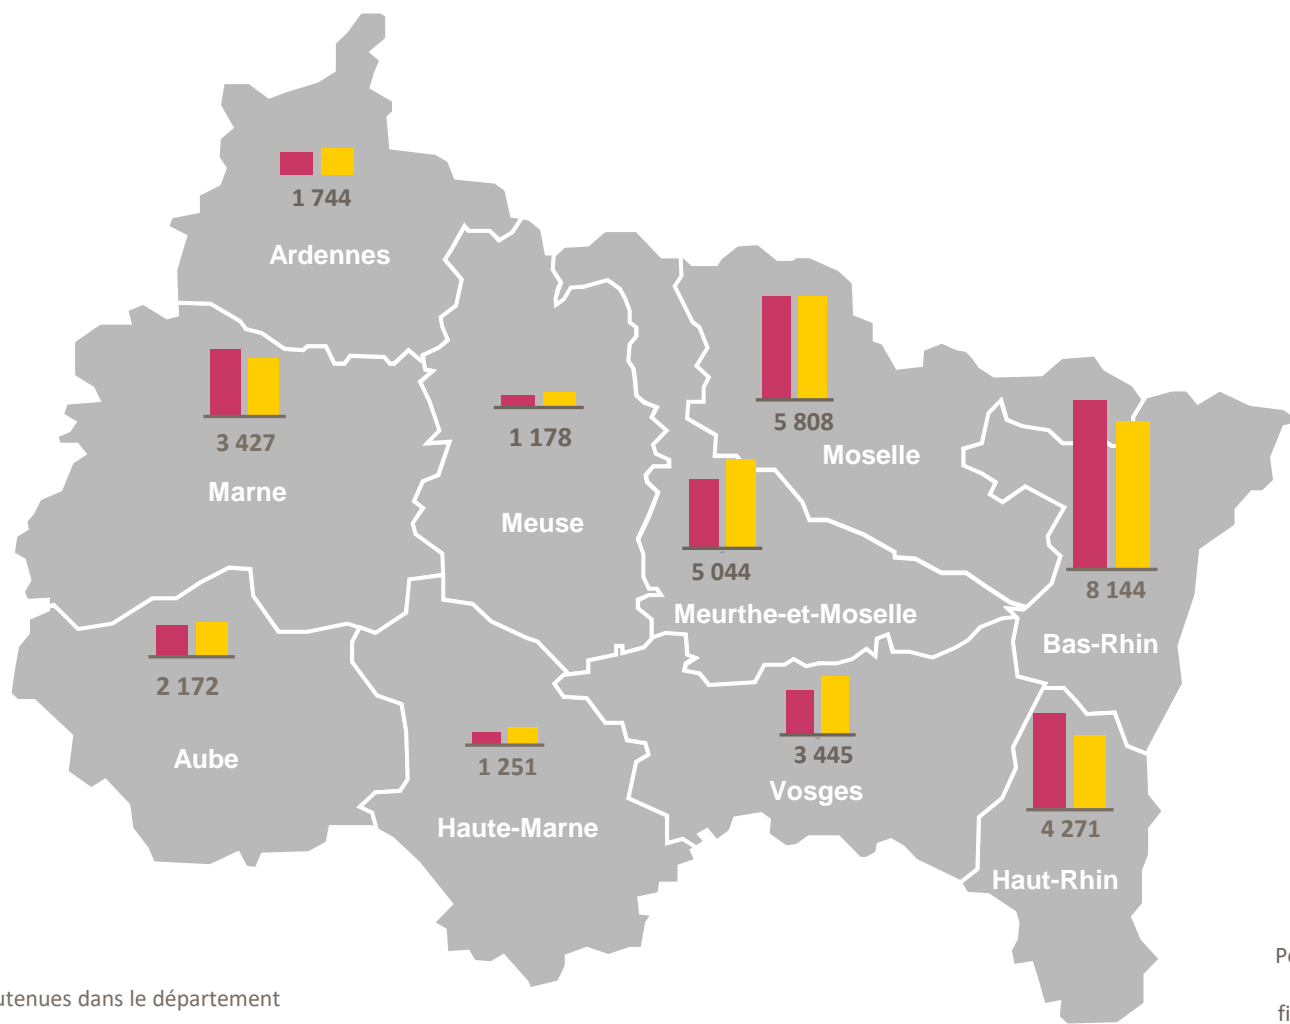 1 744
Ardennes
3 427
Marne
1 178
Meuse
5 808
Moselle
5 044
Meurthe-et-Moselle
8 144
Bas-Rhin
2 172
Aube
1 251
Haute-Marne
3 445
Vosges
4 271
Haut-Rhin
utenues dans le département